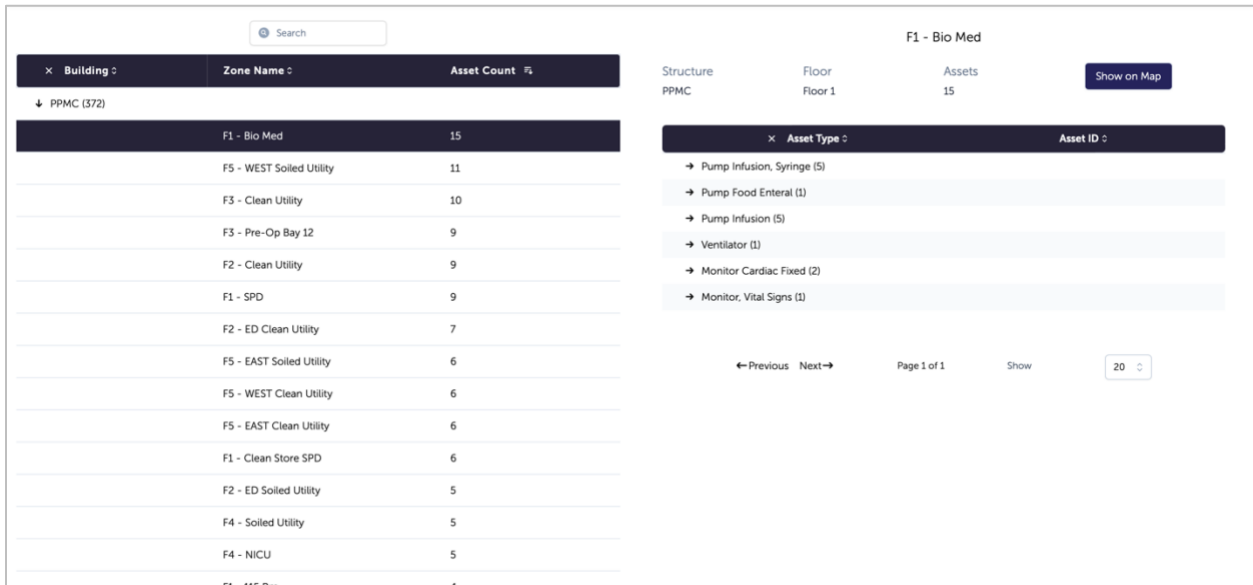 Search
Building Zone Name Asset Count
PPMC (372)
F1 - Bio Med 15
F5 - WEST Soiled Utility 11
F3 - Clean Utility 10
F3 - Pre-Op Bay 12 9
F2 - Clean Utility 9
F1 - SPD 9
F2 - ED Clean Utility 7
F5 - EAST Soiled Utility 6
F5 - WEST Clean Utility 6
F5 - EAST Clean Utility 6
F1 - Clean Store SPD 6
F2 - ED Soiled Utility 5
F4 - Soiled Utility 5
F4 - NICU 5
F1 - Bio Med
Structure Floor Assets
PPMC Floor 1 15
Show on Map
Asset Type Asset ID
Pump Infusion, Syringe (5)
Pump Food Enteral (1)
Pump Infusion (5)
Ventilator (1)
Monitor Cardiac Fixed (2)
Monitor, Vital Signs (1)
←Previous Next→ Page 1 of 1 Show 20